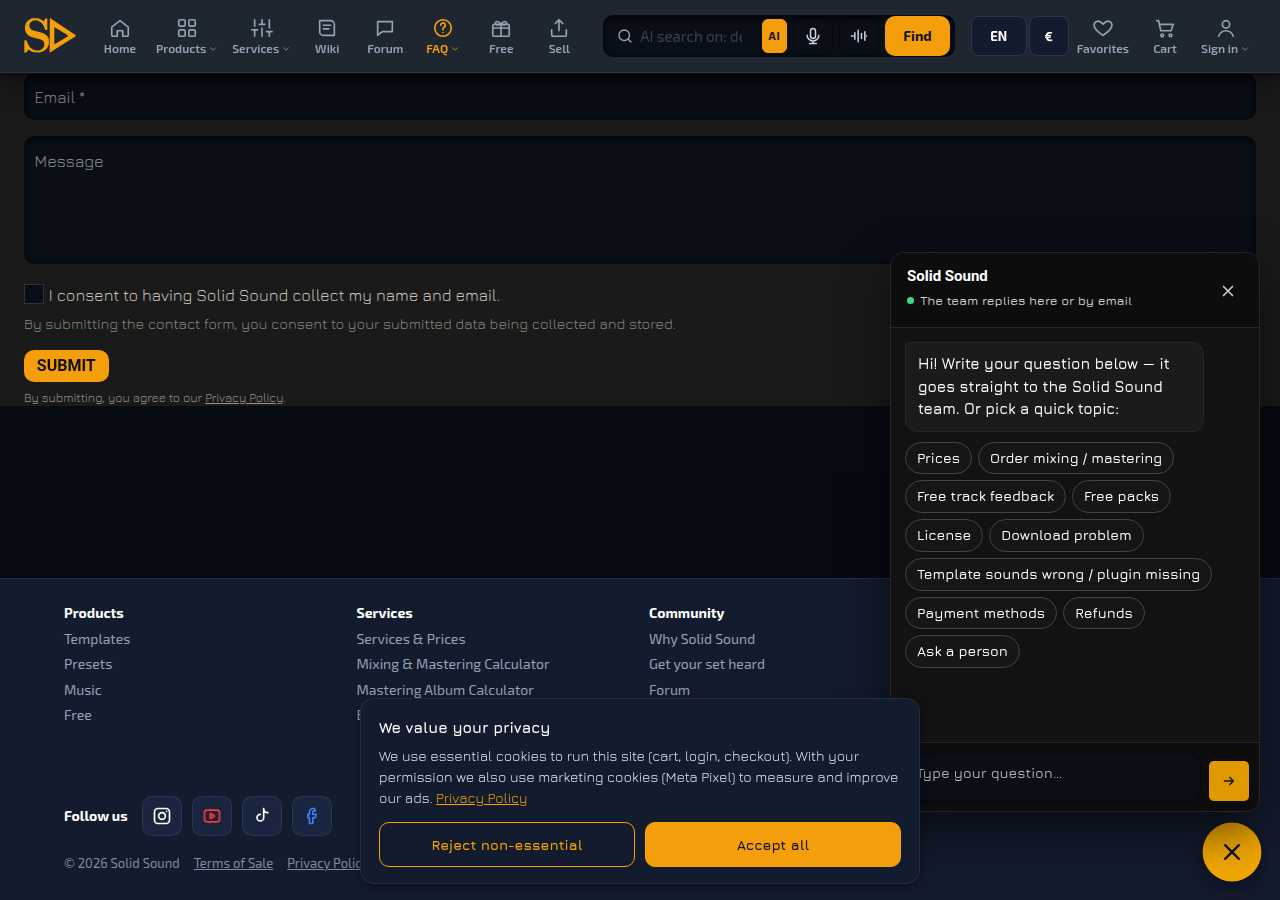 Home
Products
Services
Wiki
Forum
FAQ
Free
Sell
AI search on:
AI
Find
EN
€
Favorites
Cart
Sign in
Email *
Message
I consent to having Solid Sound collect my name and email.
By submitting the contact form, you consent to your submitted data being collected and stored.
SUBMIT
By submitting, you agree to our Privacy Policy.
Solid Sound
The team replies here or by email
Hi! Write your question below — it
goes straight to the Solid Sound
team. Or pick a quick topic:
Prices
Order mixing / mastering
Free track feedback
Free packs
License
Download problem
Template sounds wrong / plugin missing
Payment methods
Refunds
Ask a person
Type your question...
Products
Templates
Presets
Music
Free
Services
Services & Prices
Mixing & Mastering Calculator
Mastering Album Calculator
Community
Why Solid Sound
Get your set heard
Forum
We value your privacy
We use essential cookies to run this site (cart, login, checkout). With your
permission we also use marketing cookies (Meta Pixel) to measure and improve
our ads. Privacy Policy
Reject non-essential
Accept all
Follow us
© 2026 Solid Sound
Terms of Sale
Privacy Polic